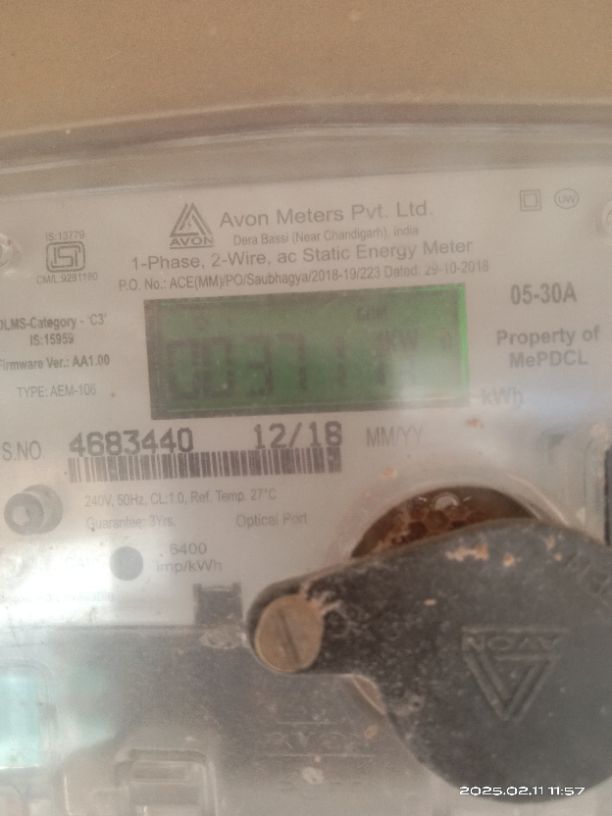 Avon Meters Pvt. Ltd.
AVON
Dera Bassi (Near Chandigarh), India
UW
IS:13779
CM/L:9281160
1-Phase, 2-Wire, ac Static Energy Meter
P.O. No.: ACE(MM)/PO/Saubhagya/2018-19/223 Dated: 29-10-2018
DLMS-Category - 'C3'
IS:15959
Firmware Ver.: AA1.00
TYPE: AEM-106
05-30A
Property of
MePDCL
kWh
S.NO. 4683440 12/18 MM/YY
240V, 50Hz, CL:1.0, Ref. Temp. 27°C
Guarantee: 3Yrs. Optical Port
6400
imp/kWh
AVON
2025.02.11 11:57